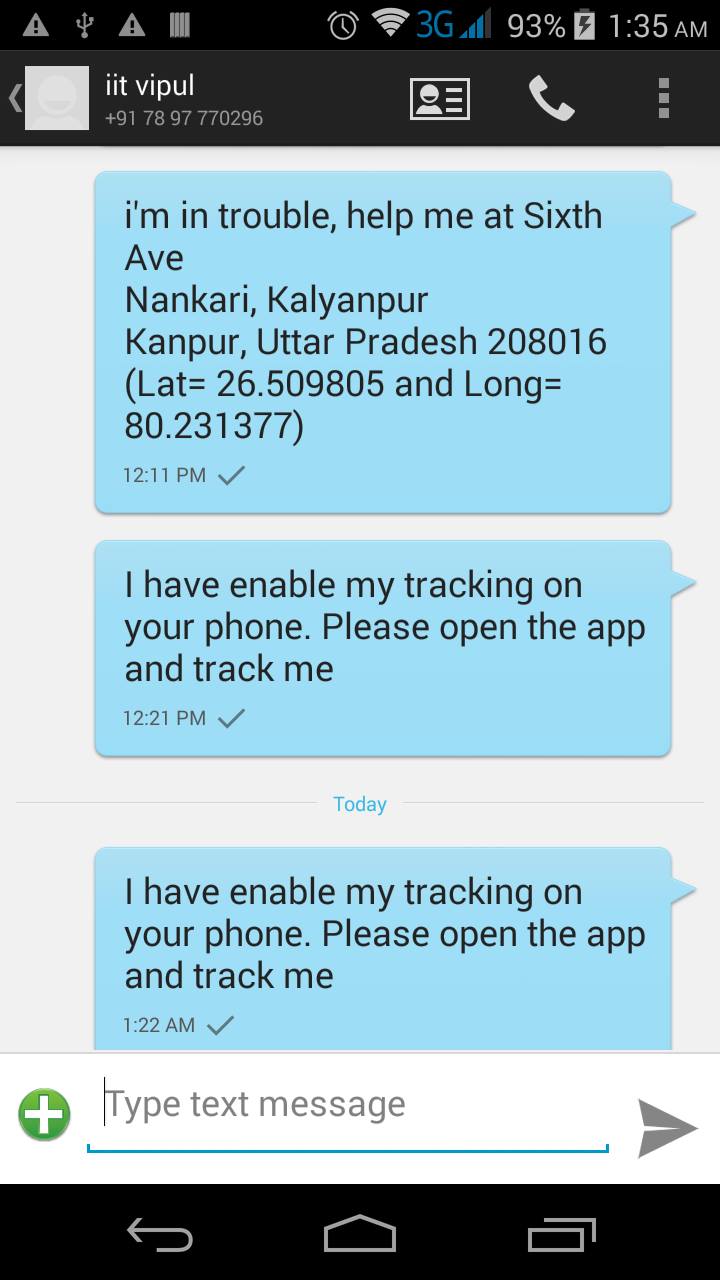 3G 93% 1:35 AM
iit vipul
+91 78 97 770296
i'm in trouble, help me at Sixth
Ave
Nankari, Kalyanpur
Kanpur, Uttar Pradesh 208016
(Lat= 26.509805 and Long=
80.231377)
12:11 PM
I have enable my tracking on
your phone. Please open the app
and track me
12:21 PM
Today
I have enable my tracking on
your phone. Please open the app
and track me
1:22 AM
Type text message